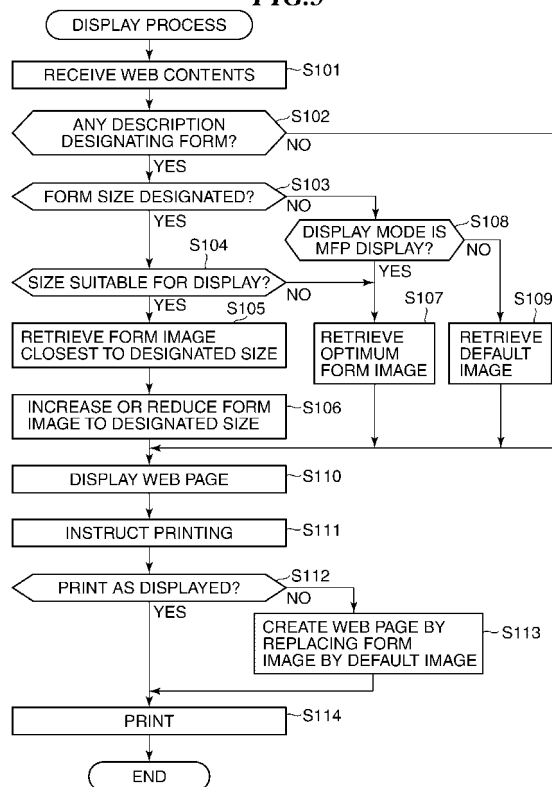 FIG.5
DISPLAY PROCESS
RECEIVE WEB CONTENTS
S101
ANY DESCRIPTION
DESIGNATING FORM?
S102
NO
YES
FORM SIZE DESIGNATED?
S103
NO
YES
DISPLAY MODE IS
MFP DISPLAY?
S108
NO
YES
SIZE SUITABLE FOR DISPLAY?
S104
NO
YES
RETRIEVE FORM IMAGE
CLOSEST TO DESIGNATED SIZE
S105
RETRIEVE
OPTIMUM
FORM IMAGE
S107
RETRIEVE
DEFAULT
IMAGE
S109
INCREASE OR REDUCE FORM
IMAGE TO DESIGNATED SIZE
S106
DISPLAY WEB PAGE
S110
INSTRUCT PRINTING
S111
PRINT AS DISPLAYED?
S112
NO
YES
CREATE WEB PAGE BY
REPLACING FORM
IMAGE BY DEFAULT IMAGE
S113
PRINT
S114
END